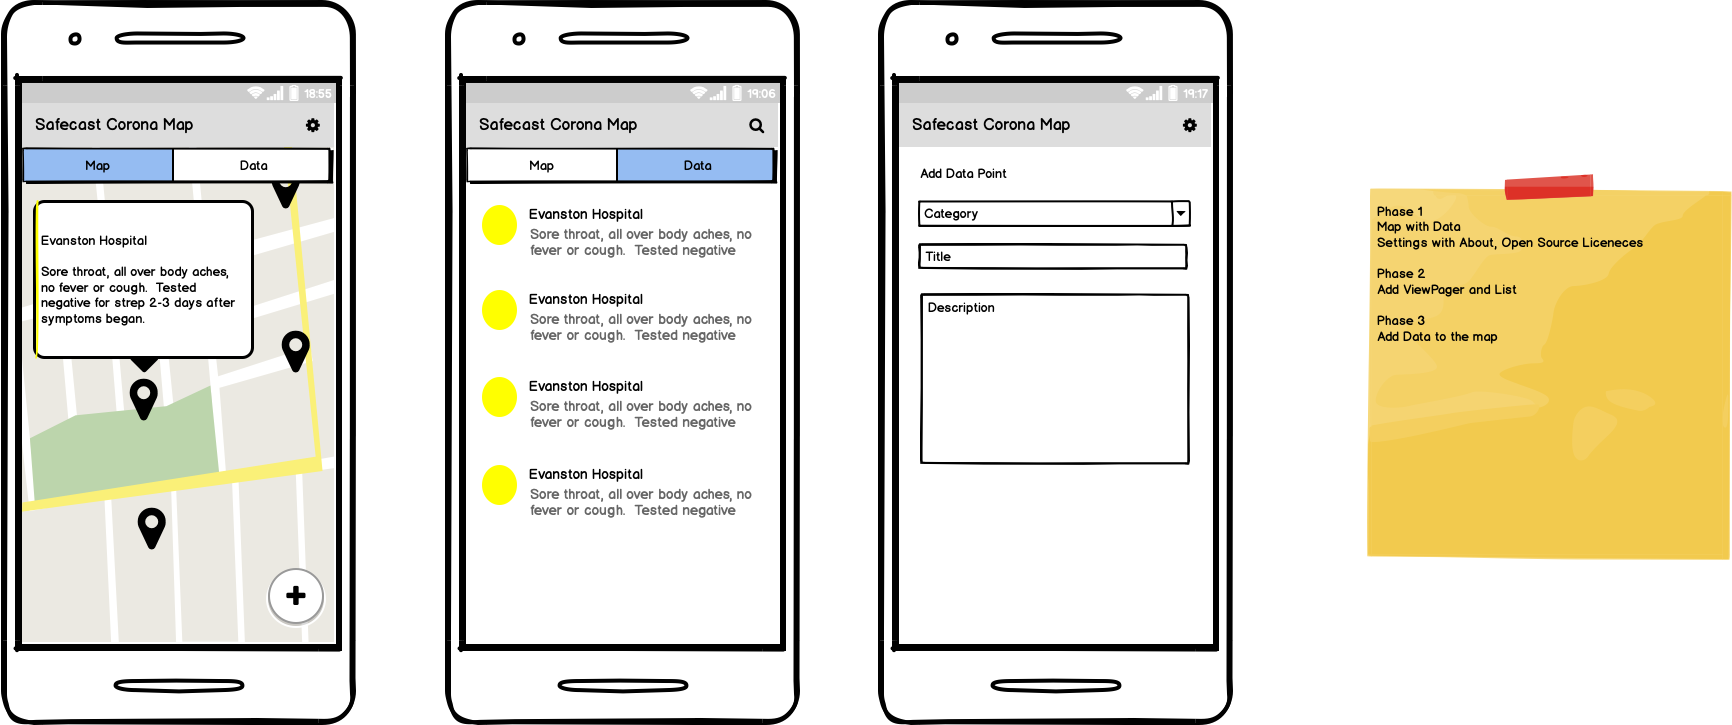 18:55
Safecast Corona Map
Map
Data
Evanston Hospital
Sore throat, all over body aches,
no fever or cough.  Tested
negative for strep 2-3 days after
symptoms began.
19:06
Safecast Corona Map
Map
Data
Evanston Hospital
Sore throat, all over body aches, no
fever or cough.  Tested negative
Evanston Hospital
Sore throat, all over body aches, no
fever or cough.  Tested negative
Evanston Hospital
Sore throat, all over body aches, no
fever or cough.  Tested negative
Evanston Hospital
Sore throat, all over body aches, no
fever or cough.  Tested negative
19:17
Safecast Corona Map
Add Data Point
Category
Title
Description
Phase 1
Map with Data
Settings with About, Open Source Liceneces
Phase 2
Add ViewPager and List
Phase 3
Add Data to the map